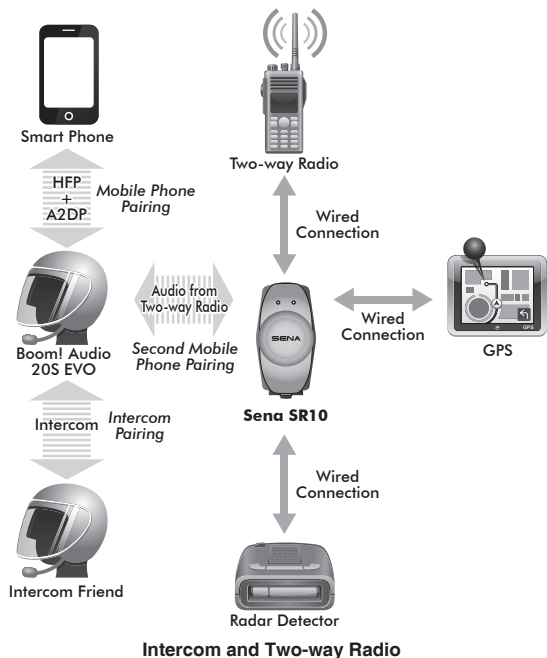 Smart Phone
Two-way Radio
HFP
+
A2DP
Mobile Phone
Pairing
Wired
Connection
Audio from
Two-way Radio
SENA
Wired
Connection
GPS
GPS
Boom! Audio
20S EVO
Second Mobile
Phone Pairing
Sena SR10
Intercom
Intercom
Pairing
Wired
Connection
Intercom Friend
Radar Detector
Intercom and Two-way Radio